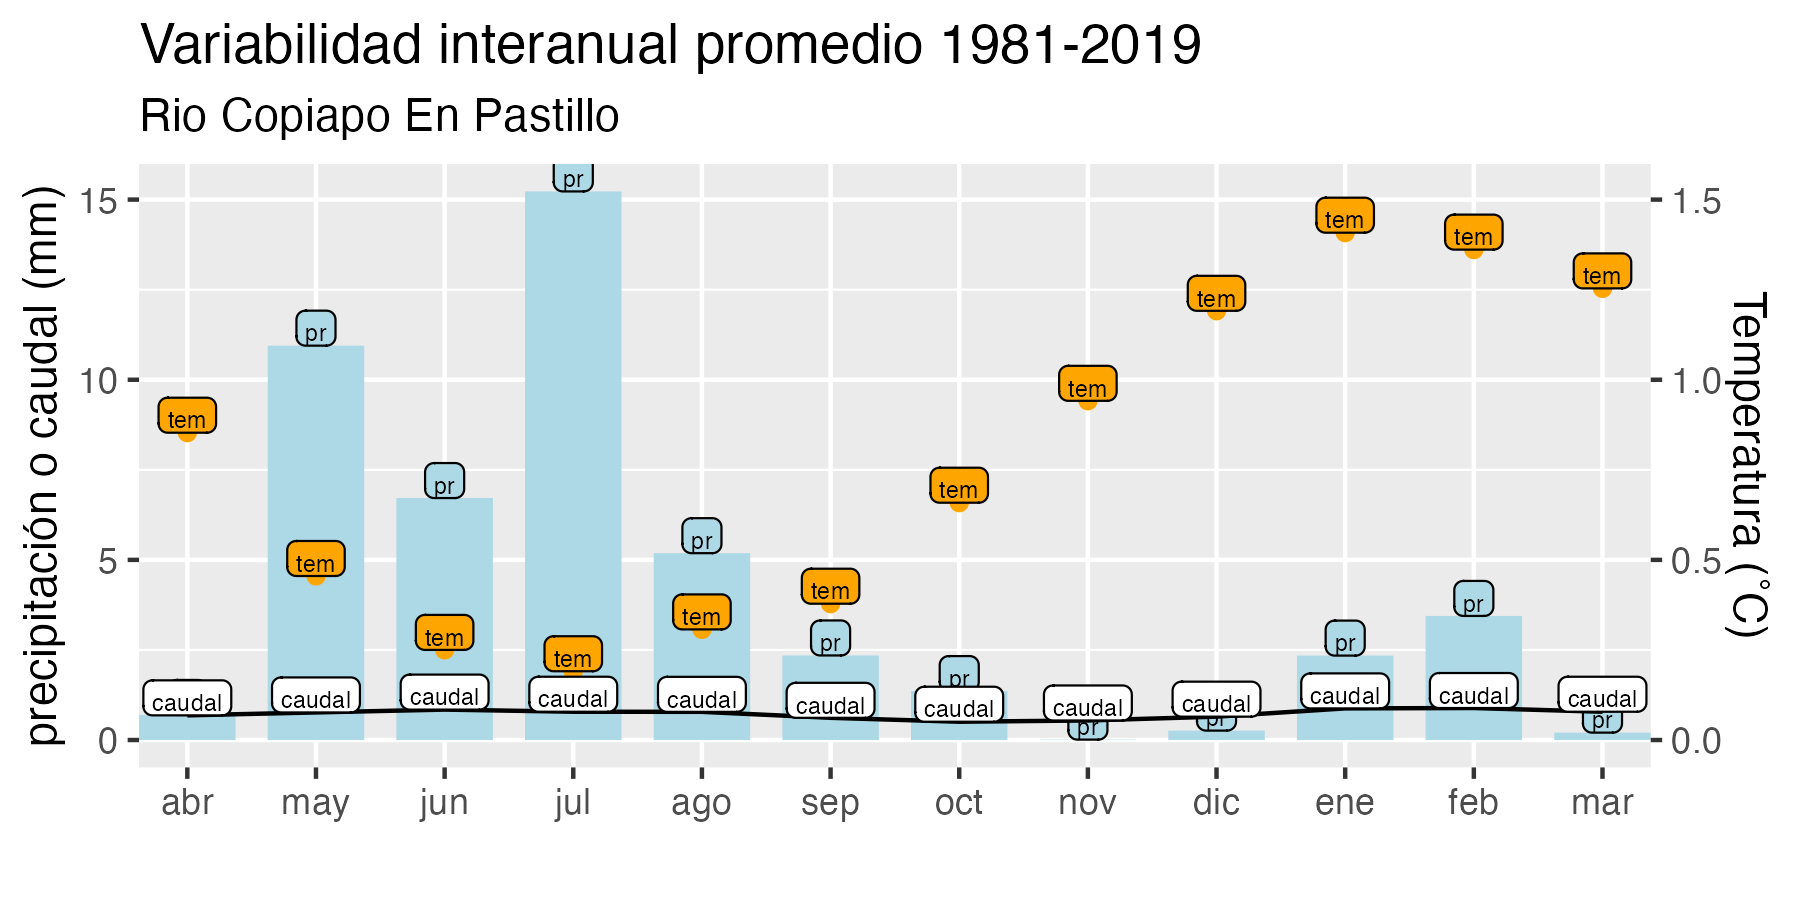 Variabilidad interanual promedio 1981-2019
Rio Copiapo En Pastillo
precipitación o caudal (mm)
15
10
5
0
pr
pr
pr
pr
pr
pr
pr
pr
pr
pr
pr
tem
tem
tem
tem
tem
tem
tem
tem
tem
tem
tem
tem
caudal
caudal
caudal
caudal
caudal
caudal
caudal
caudal
caudal
caudal
caudal
caudal
1.5
1.0
0.5
0.0
Temperatura (°C)
abr may jun jul ago sep oct nov dic ene feb mar